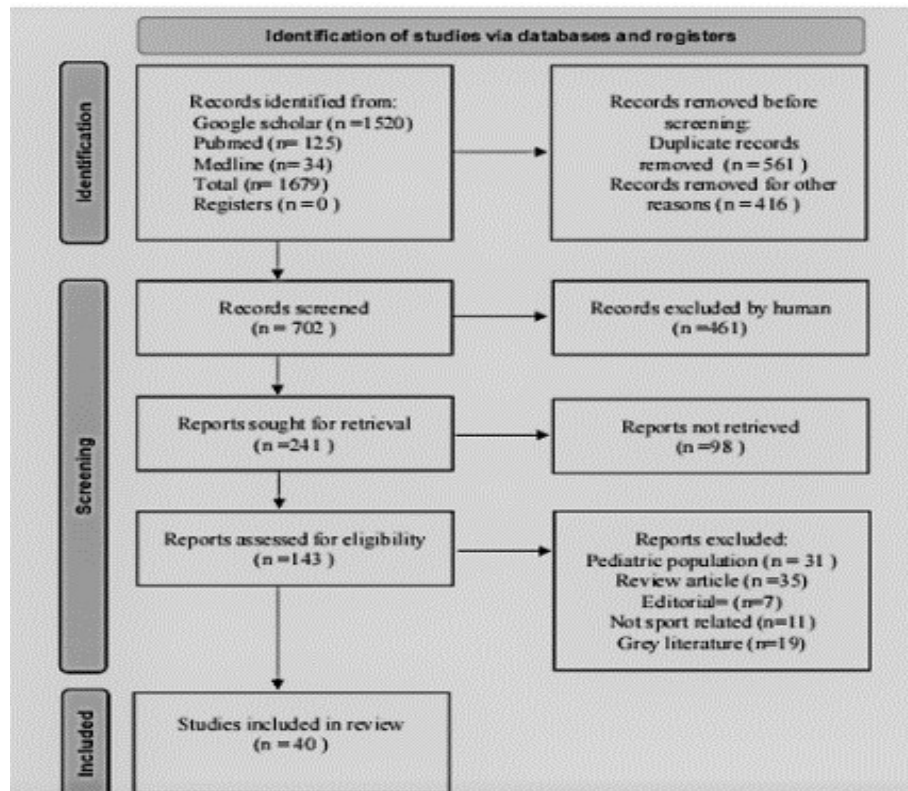 Identification of studies via databases and registers
Identification
Records identified from:
Google scholar (n =1520)
Pubmed (n= 125)
Medline (n= 34)
Total (n= 1679)
Registers (n = 0 )
Records removed before
screening:
Duplicate records
removed (n = 561 )
Records removed for other
reasons (n = 416 )
Screening
Records screened
(n = 702 )
Records excluded by human
(n =461)
Reports sought for retrieval
(n =241 )
Reports not retrieved
(n =98 )
Reports assessed for eligibility
(n =143 )
Reports excluded:
Pediatric population (n = 31 )
Review article (n =35)
Editorial= (n=7)
Not sport related (n=11)
Grey literature (n=19)
Included
Studies included in review
(n = 40 )